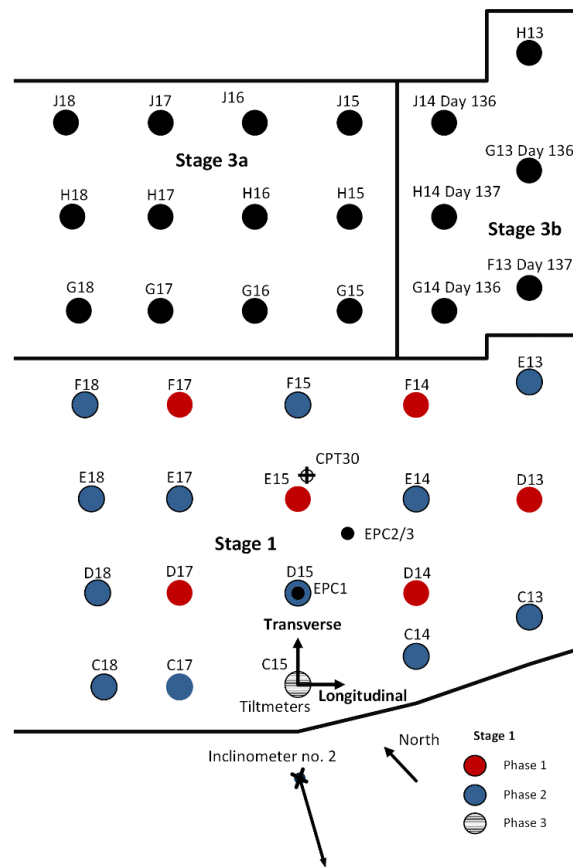 H13
J18
J17
J16
J15
J14 Day 136
Stage 3a
G13 Day 136
H18
H17
H16
H15
H14 Day 137
Stage 3b
F13 Day 137
G18
G17
G16
G15
G14 Day 136
E13
F18
F17
F15
F14
CPT30
E18
E17
E15
E14
D13
EPC2/3
Stage 1
D18
D17
D15
D14
EPC1
C13
Transverse
C14
C18
C17
C15
Longitudinal
Tiltmeters
North
Stage 1
Inclinometer no. 2
Phase 1
Phase 2
Phase 3